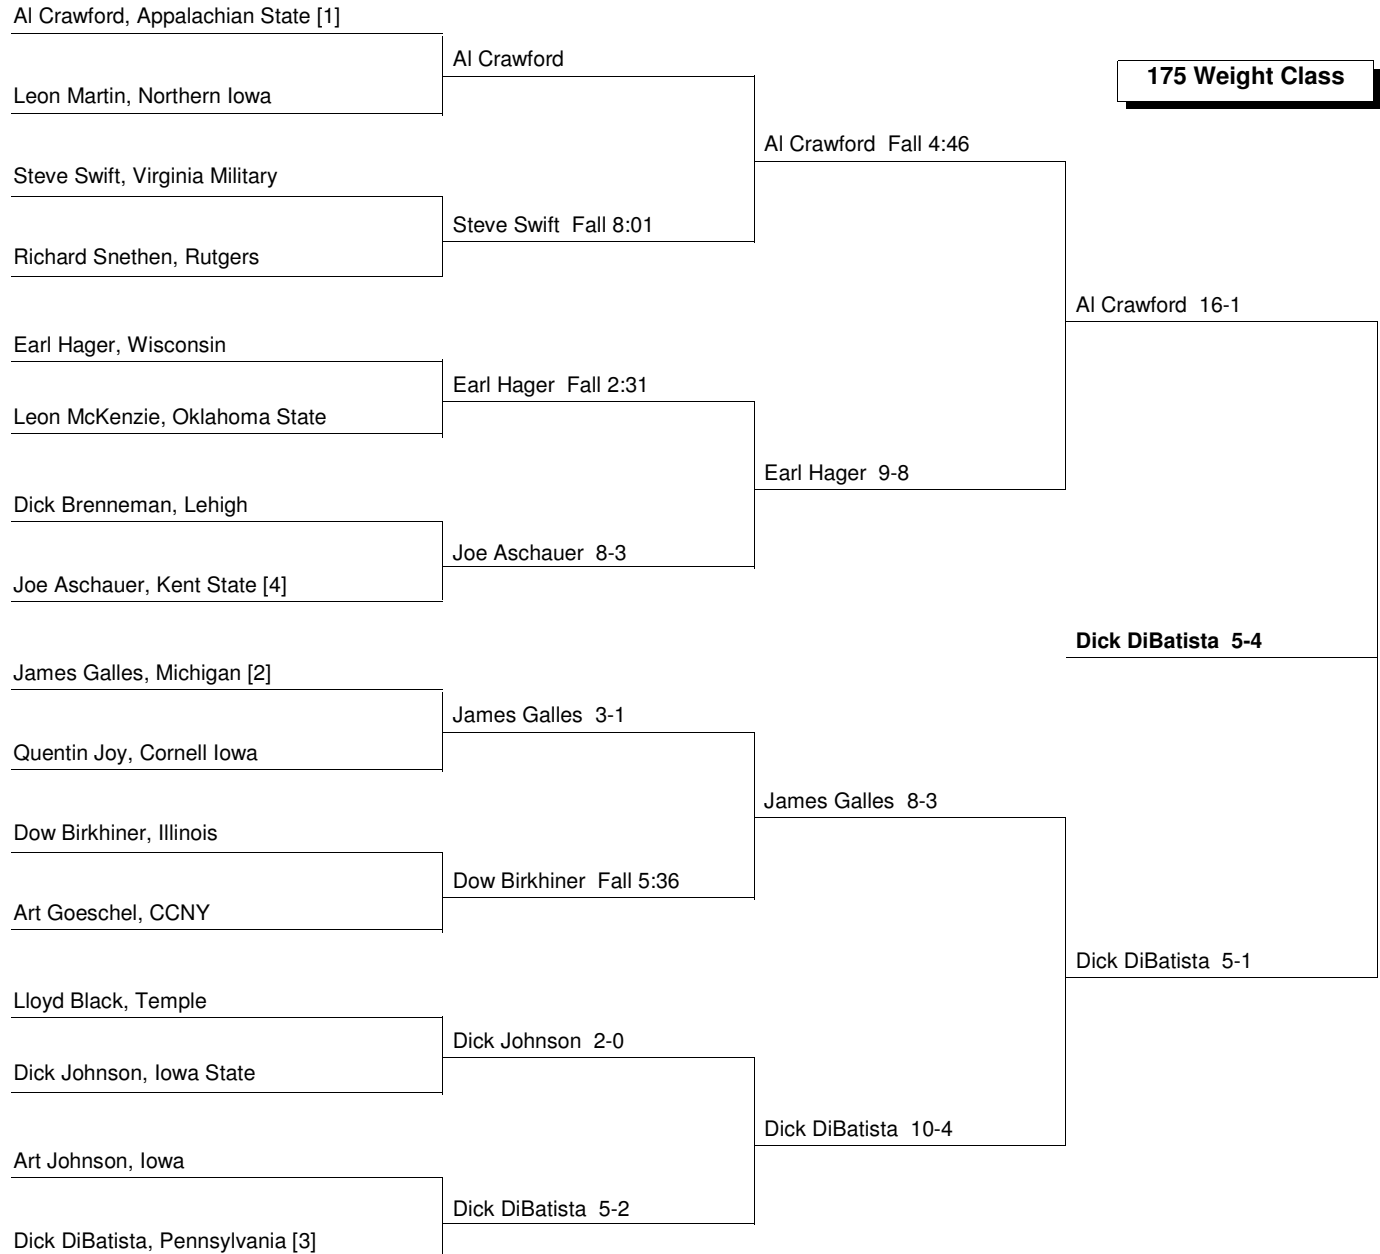 Al Crawford, Appalachian State [1]
Al Crawford
175 Weight Class
Leon Martin, Northern Iowa
Al Crawford  Fall 4:46
Steve Swift, Virginia Military
Steve Swift  Fall 8:01
Richard Snethen, Rutgers
Al Crawford  16-1
Earl Hager, Wisconsin
Earl Hager  Fall 2:31
Leon McKenzie, Oklahoma State
Earl Hager  9-8
Dick Brenneman, Lehigh
Joe Aschauer  8-3
Joe Aschauer, Kent State [4]
Dick DiBatista  5-4
James Galles, Michigan [2]
James Galles  3-1
Quentin Joy, Cornell Iowa
James Galles  8-3
Dow Birkhiner, Illinois
Dow Birkhiner  Fall 5:36
Art Goeschel, CCNY
Dick DiBatista  5-1
Lloyd Black, Temple
Dick Johnson  2-0
Dick Johnson, Iowa State
Dick DiBatista  10-4
Art Johnson, Iowa
Dick DiBatista  5-2
Dick DiBatista, Pennsylvania [3]